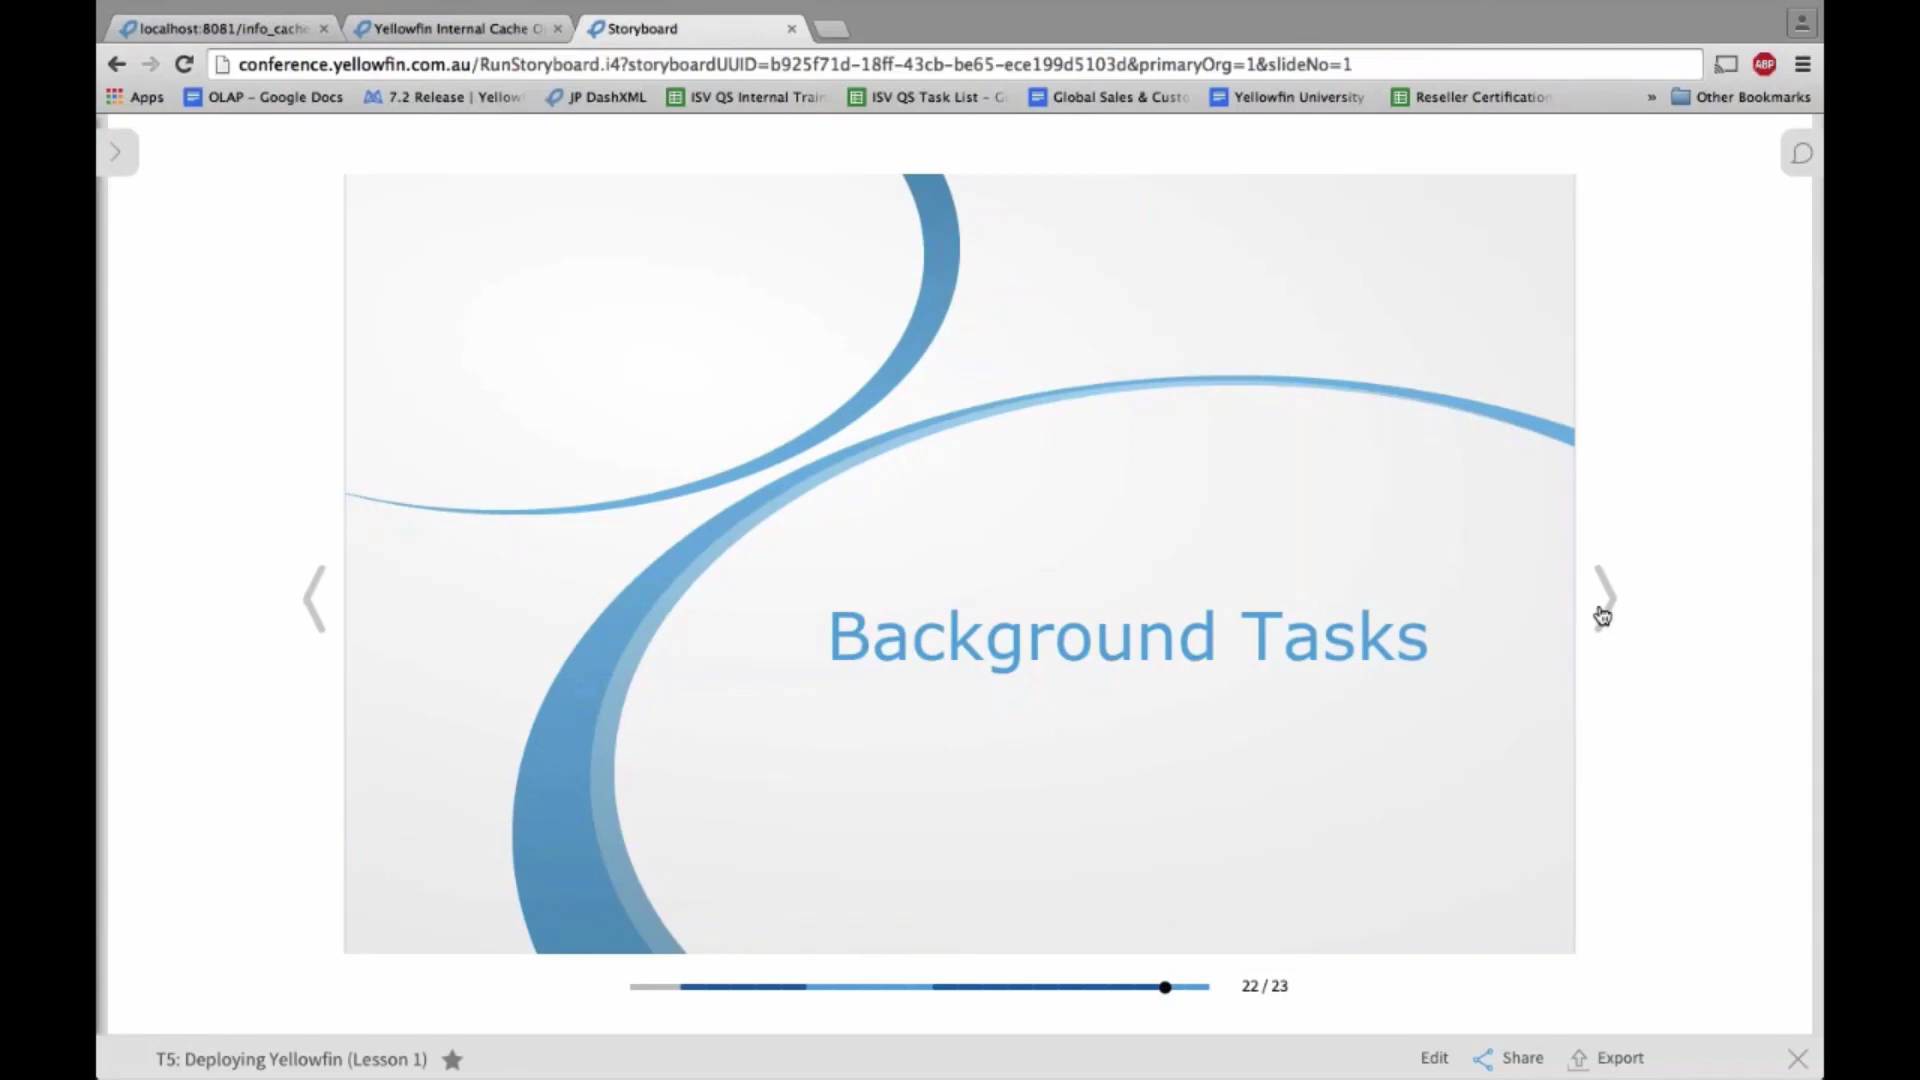 localhost:8081/info_cache
Yellowfin Internal Cache O
Storyboard
conference.yellowfin.com.au/RunStoryboard.i4?storyboardUUID=b925f71d-18ff-43cb-be65-ece199d5103d&primaryOrg=1&slideNo=1
ABP
Apps
OLAP - Google Docs
7.2 Release | Yellow
JP DashXML
ISV QS Internal Train
ISV QS Task List - G
Global Sales & Custo
Yellowfin University
Reseller Certification
»
Other Bookmarks
Background Tasks
22 / 23
T5: Deploying Yellowfin (Lesson 1)
Edit
Share
Export